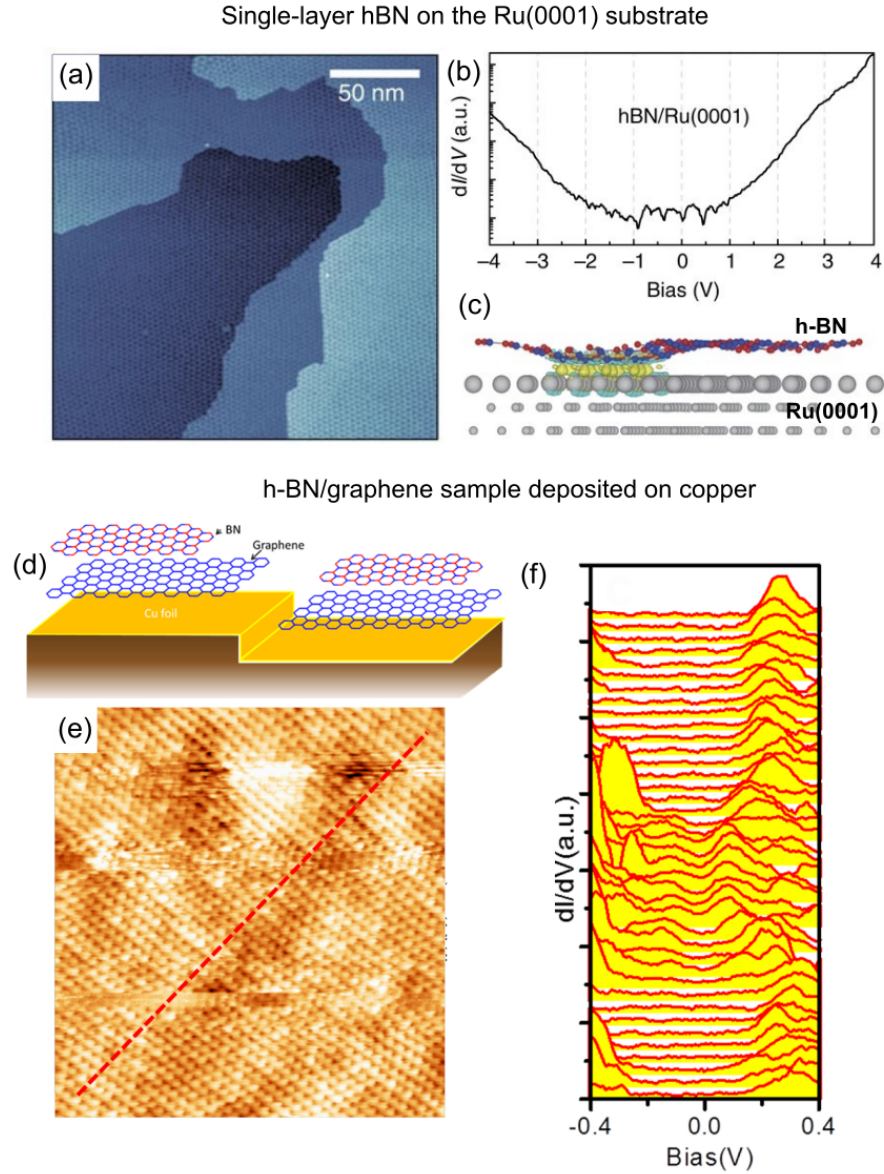 Single-layer hBN on the Ru(0001) substrate
(a)
50 nm
(b)
hBN/Ru(0001)
dI/dV (a.u.)
−4 −3 −2 −1 0 1 2 3 4
Bias (V)
(c)
h-BN
Ru(0001)
h-BN/graphene sample deposited on copper
(d)
BN
Graphene
Cu foil
(e)
(f)
dI/dV(a.u.)
-0.4 0.0 0.4
Bias(V)